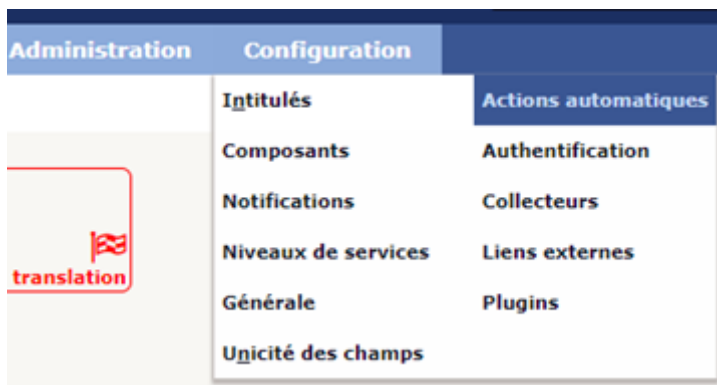 Administration Configuration
Intitulés Actions automatiques
Composants Authentification
Notifications Collecteurs
Niveaux de services Liens externes
translation
Générale Plugins
Unicité des champs